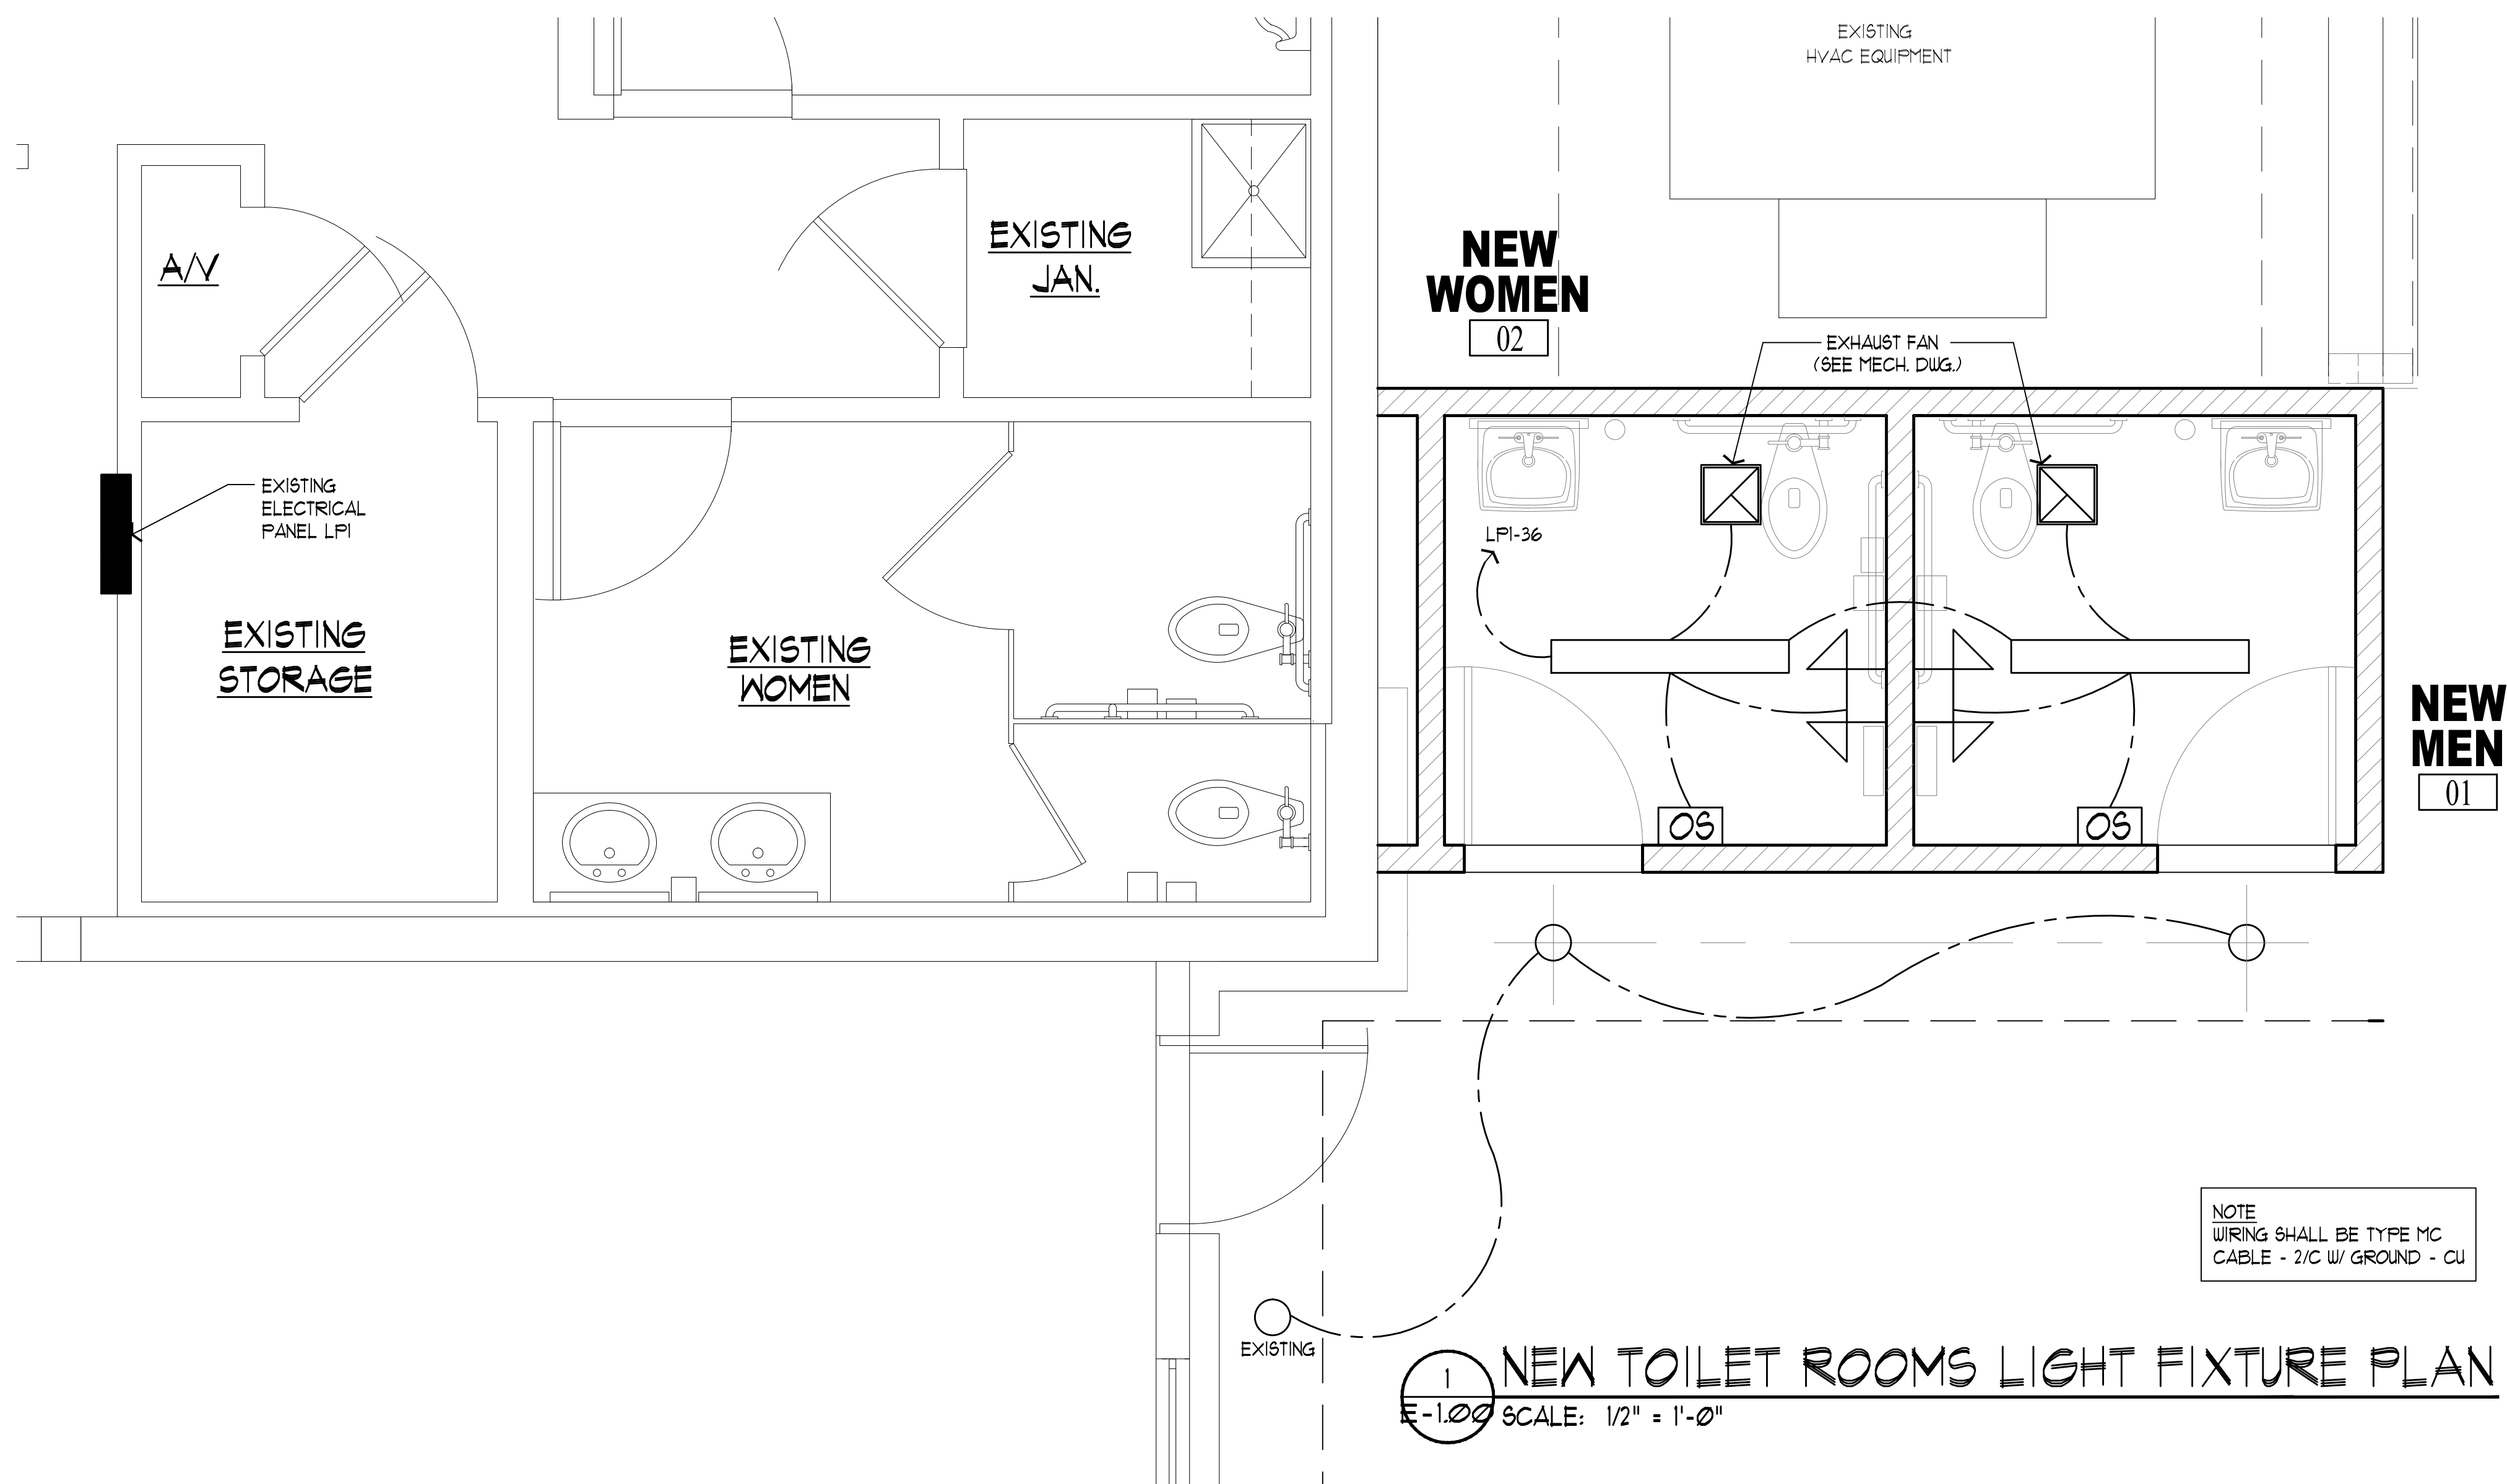 EXISTING
HVAC EQUIPMENT
A/V
EXISTING
JAN.
NEW
WOMEN
02
EXHAUST FAN
(SEE MECH. DWG.)
EXISTING
ELECTRICAL
PANEL LP1
LP1-36
EXISTING
STORAGE
EXISTING
WOMEN
NEW
MEN
01
OS
OS
NOTE
WIRING SHALL BE TYPE MC
CABLE - 2/C W/ GROUND - CU
EXISTING
1
E-1.00
NEW TOILET ROOMS LIGHT FIXTURE PLAN
SCALE: 1/2" = 1'-0"